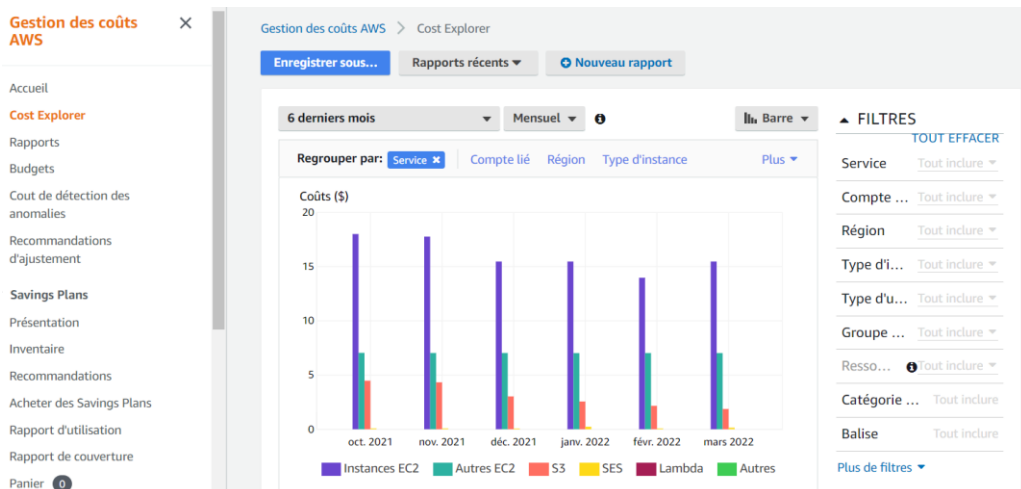 Gestion des coûts
AWS
Accueil
Cost Explorer
Rapports
Budgets
Cout de détection des
anomalies
Recommandations
d'ajustement
Savings Plans
Présentation
Inventaire
Recommandations
Acheter des Savings Plans
Rapport d'utilisation
Rapport de couverture
Panier 0
Gestion des coûts AWS > Cost Explorer
Enregistrer sous... Rapports récents Nouveau rapport
6 derniers mois Mensuel Barre
Regrouper par: Service × Compte lié Région Type d'instance Plus
Coûts ($)
20
15
10
5
0
oct. 2021 nov. 2021 déc. 2021 janv. 2022 févr. 2022 mars 2022
Instances EC2 Autres EC2 S3 SES Lambda Autres
FILTRES
TOUT EFFACER
Service Tout inclure
Compte ... Tout inclure
Région Tout inclure
Type d'i... Tout inclure
Type d'u... Tout inclure
Groupe ... Tout inclure
Resso... Tout inclure
Catégorie ... Tout inclure
Balise Tout inclure
Plus de filtres